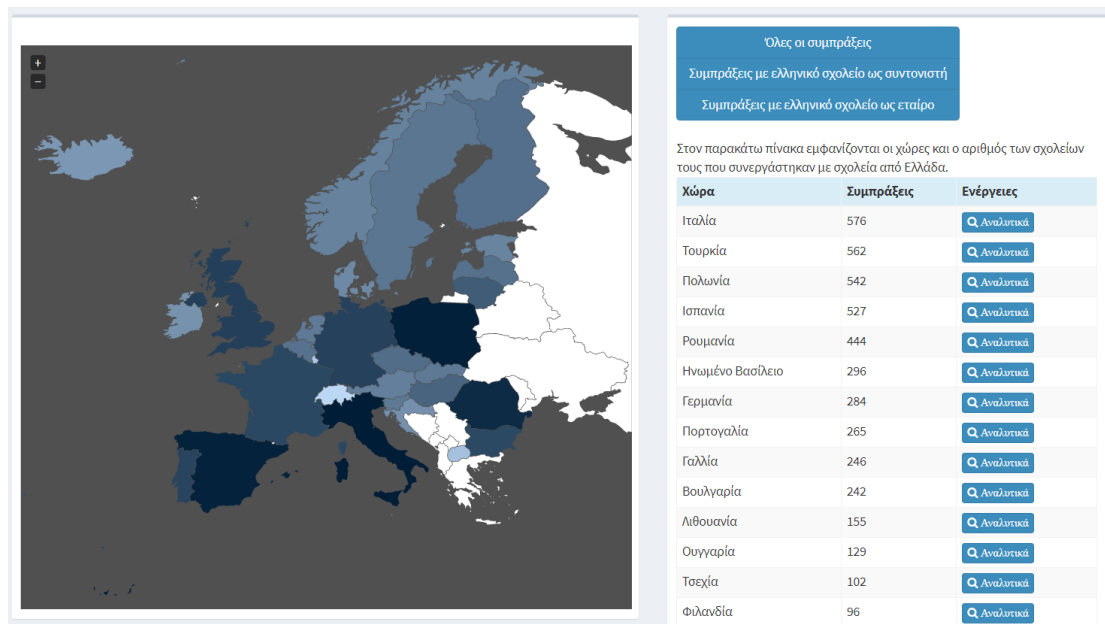 +
−
Όλες οι συμπράξεις
Συμπράξεις με ελληνικό σχολείο ως συντονιστή
Συμπράξεις με ελληνικό σχολείο ως εταίρο
Στον παρακάτω πίνακα εμφανίζονται οι χώρες και ο αριθμός των σχολείων
τους που συνεργάστηκαν με σχολεία από Ελλάδα.
Χώρα Συμπράξεις Ενέργειες
Ιταλία 576 Αναλυτικά
Τουρκία 562 Αναλυτικά
Πολωνία 542 Αναλυτικά
Ισπανία 527 Αναλυτικά
Ρουμανία 444 Αναλυτικά
Ηνωμένο Βασίλειο 296 Αναλυτικά
Γερμανία 284 Αναλυτικά
Πορτογαλία 265 Αναλυτικά
Γαλλία 246 Αναλυτικά
Βουλγαρία 242 Αναλυτικά
Λιθουανία 155 Αναλυτικά
Ουγγαρία 129 Αναλυτικά
Τσεχία 102 Αναλυτικά
Φιλανδία 96 Αναλυτικά